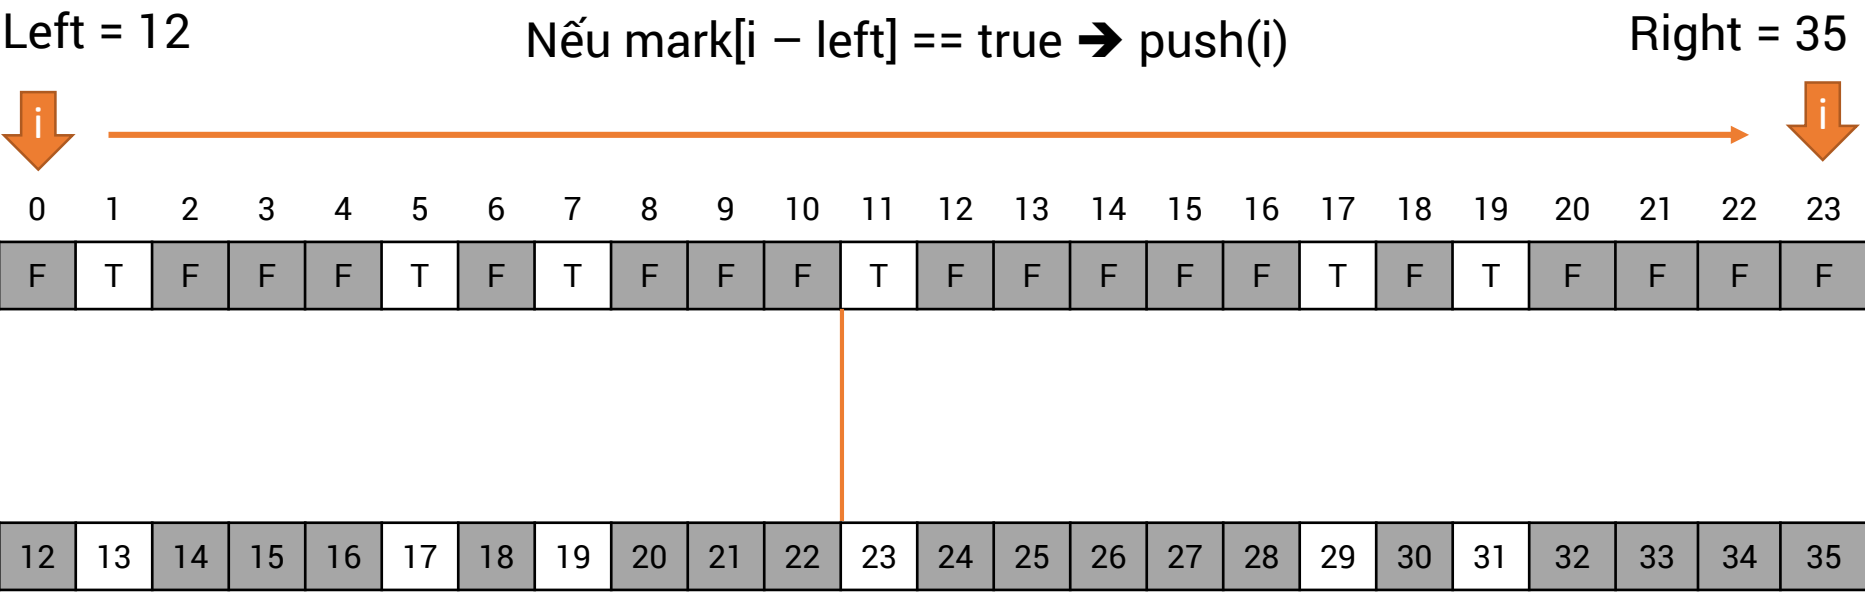 Left = 12
Nếu mark[i – left] == true ➔ push(i)
Right = 35
i
i
0 1 2 3 4 5 6 7 8 9 10 11 12 13 14 15 16 17 18 19 20 21 22 23
F T F F F T F T F F F T F F F F F T F T F F F F
12 13 14 15 16 17 18 19 20 21 22 23 24 25 26 27 28 29 30 31 32 33 34 35